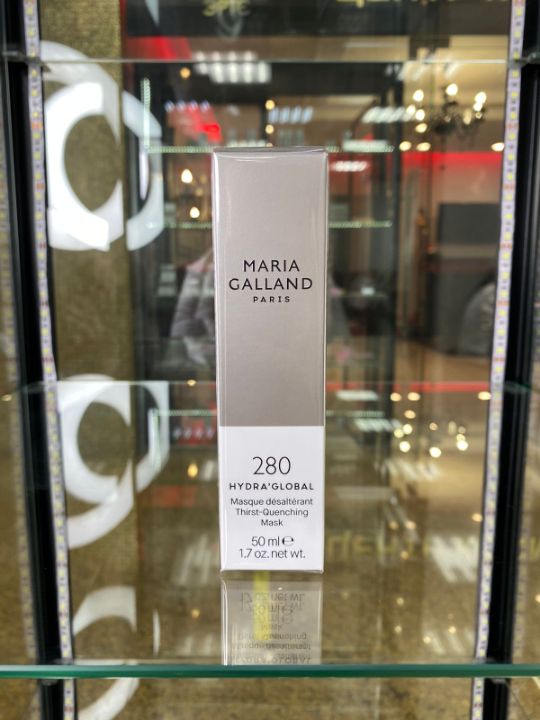 MARIA
GALLAND
PARIS
280
HYDRA'GLOBAL
Masque désaltérant
Thirst-Quenching
Mask
50 ml ℮
1.7 oz. net wt.